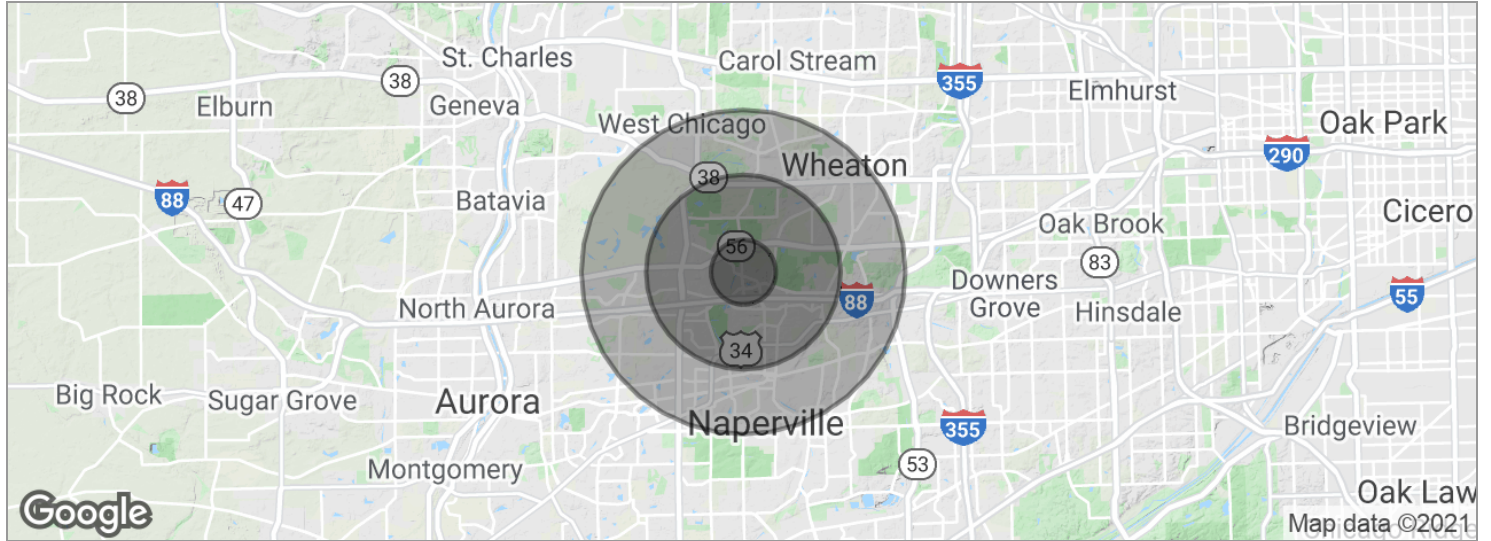 St. Charles
Carol Stream
38
38
355
Elburn
Geneva
Elmhurst
West Chicago
Oak Park
290
Wheaton
38
88
47
Batavia
Cicero
Oak Brook
56
83
Downers
Grove
88
55
North Aurora
Hinsdale
34
Big Rock
Sugar Grove
Aurora
Naperville
355
Bridgeview
53
Montgomery
Oak Law
Google
Map data ©2021
Chicago Ridge